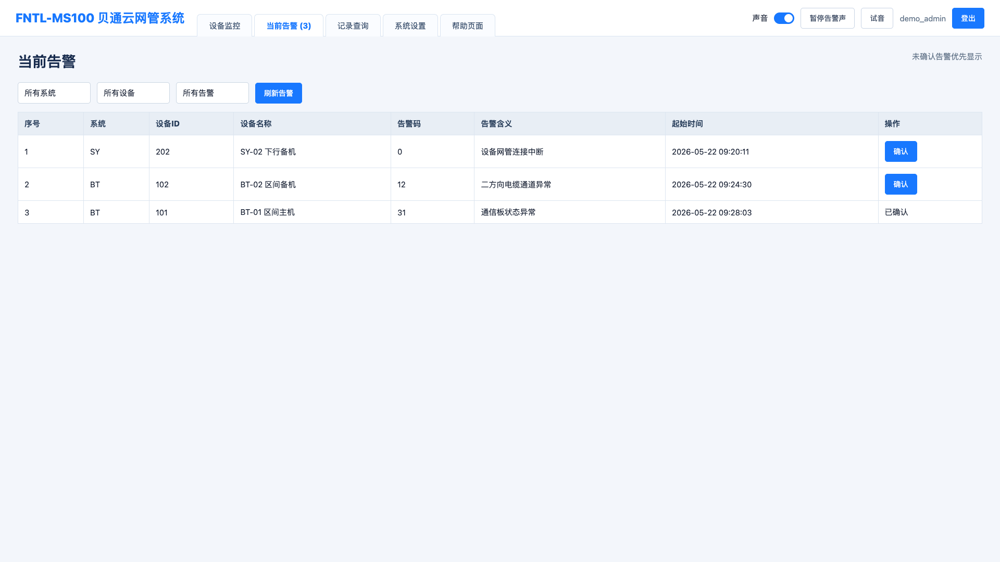 FNTL-MS100 贝通云网管系统
设备监控
当前告警 (3)
记录查询
系统设置
帮助页面
声音
暂停告警声
试音
demo_admin
登出
当前告警
未确认告警优先显示
所有系统
所有设备
所有告警
刷新告警
序号 系统 设备ID 设备名称 告警码 告警含义 起始时间 操作
1 SY 202 SY-02 下行备机 0 设备网管连接中断 2026-05-22 09:20:11 确认
2 BT 102 BT-02 区间备机 12 二方向电缆通道异常 2026-05-22 09:24:30 确认
3 BT 101 BT-01 区间主机 31 通信板状态异常 2026-05-22 09:28:03 已确认